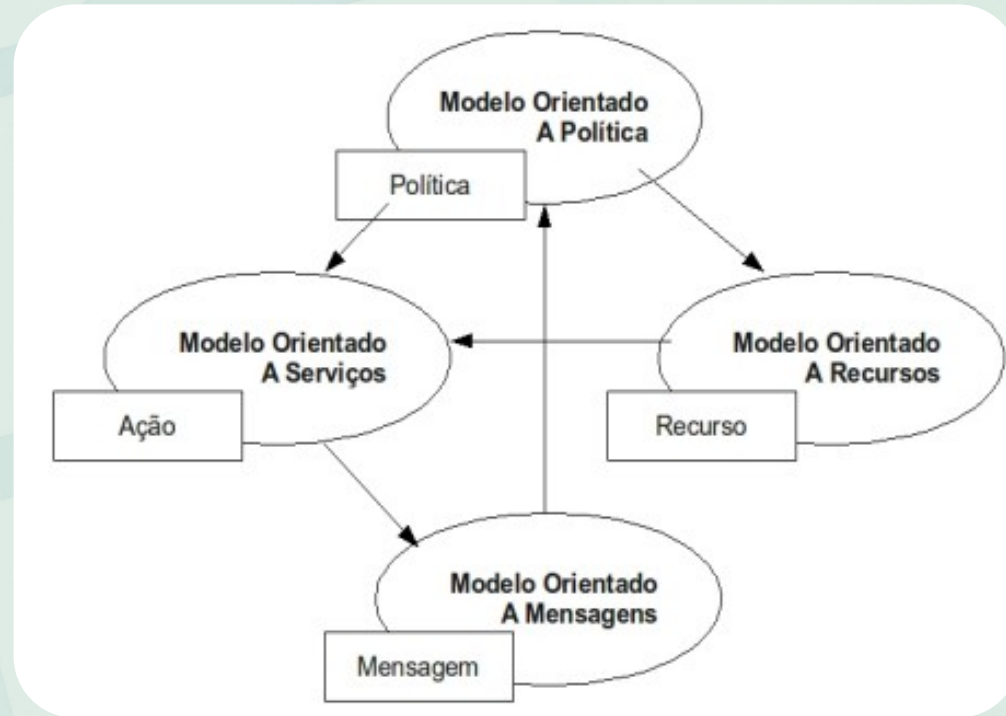 Modelo Orientado
A Política
Política
Modelo Orientado
A Serviços
Ação
Modelo Orientado
A Recursos
Recurso
Modelo Orientado
A Mensagens
Mensagem